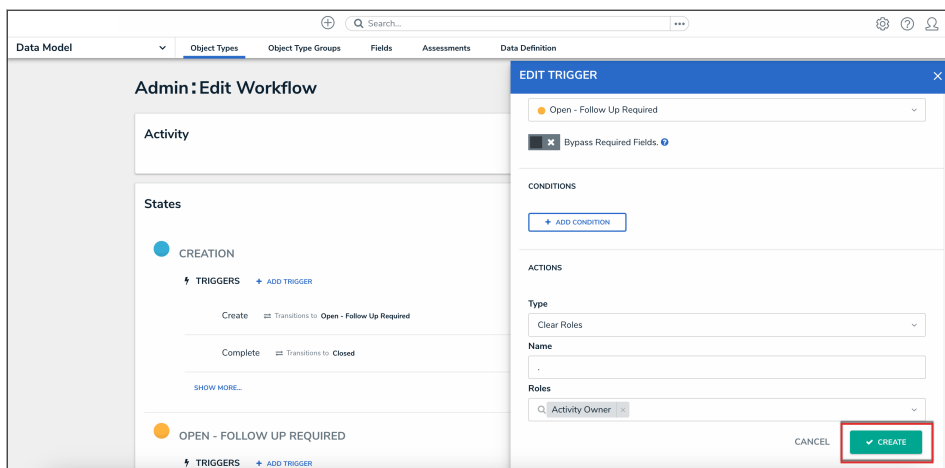 Search...
Data Model
Object Types
Object Type Groups
Fields
Assessments
Data Definition
Admin: Edit Workflow
Activity
States
CREATION
TRIGGERS + ADD TRIGGER
Create Transitions to Open - Follow Up Required
Complete Transitions to Closed
SHOW MORE...
OPEN - FOLLOW UP REQUIRED
TRIGGERS + ADD TRIGGER
EDIT TRIGGER
Open - Follow Up Required
Bypass Required Fields.
CONDITIONS
+ ADD CONDITION
ACTIONS
Type
Clear Roles
Name
.
Roles
Activity Owner
CANCEL
CREATE